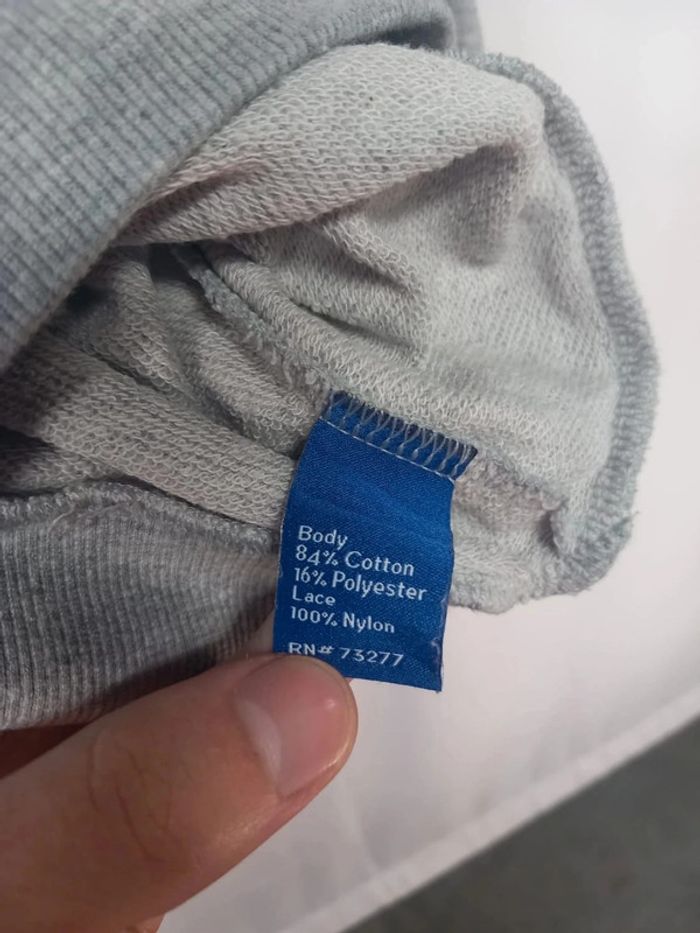 Body
84% Cotton
16% Polyester
Lace
100% Nylon
RN# 73277